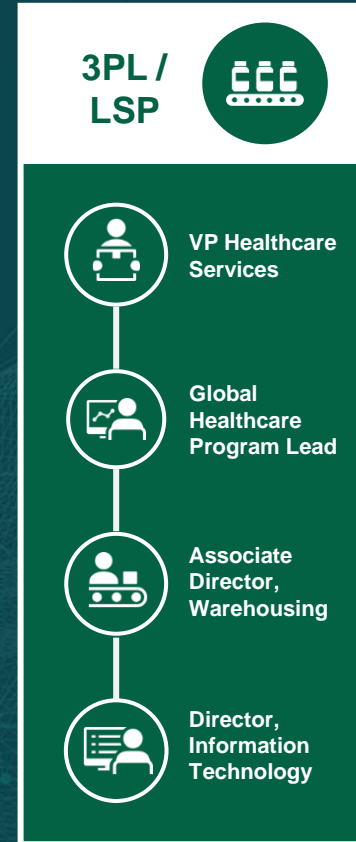 3PL /
LSP
VP Healthcare
Services
Global
Healthcare
Program Lead
Associate
Director,
Warehousing
Director,
Information
Technology